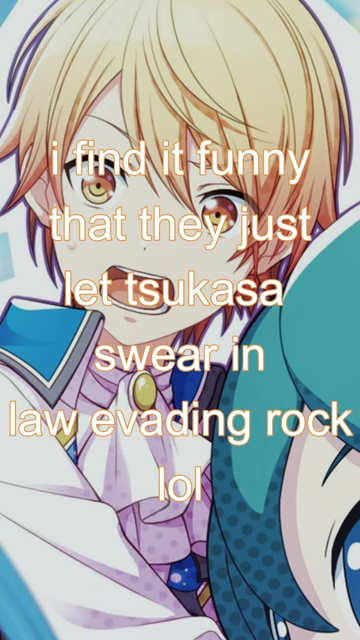 i find it funny
that they just
let tsukasa
swear in
law evading rock
lol